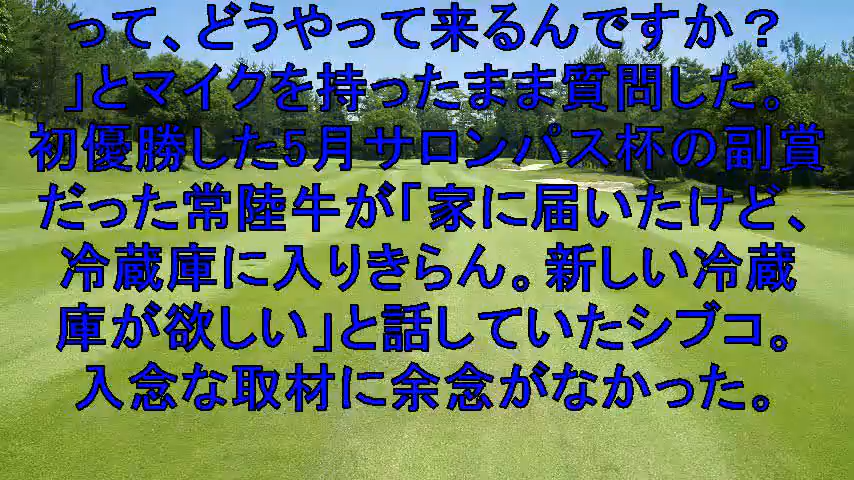 って、どうやって来るんですか？
」とマイクを持ったまま質問した。
初優勝した5月サロンパス杯の副賞
だった常陸牛が「家に届いたけど、
冷蔵庫に入りきらん。新しい冷蔵
庫が欲しい」と話していたシブコ。
入念な取材に余念がなかった。